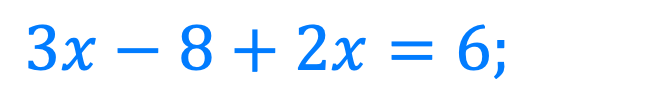 3x − 8 + 2x = 6;